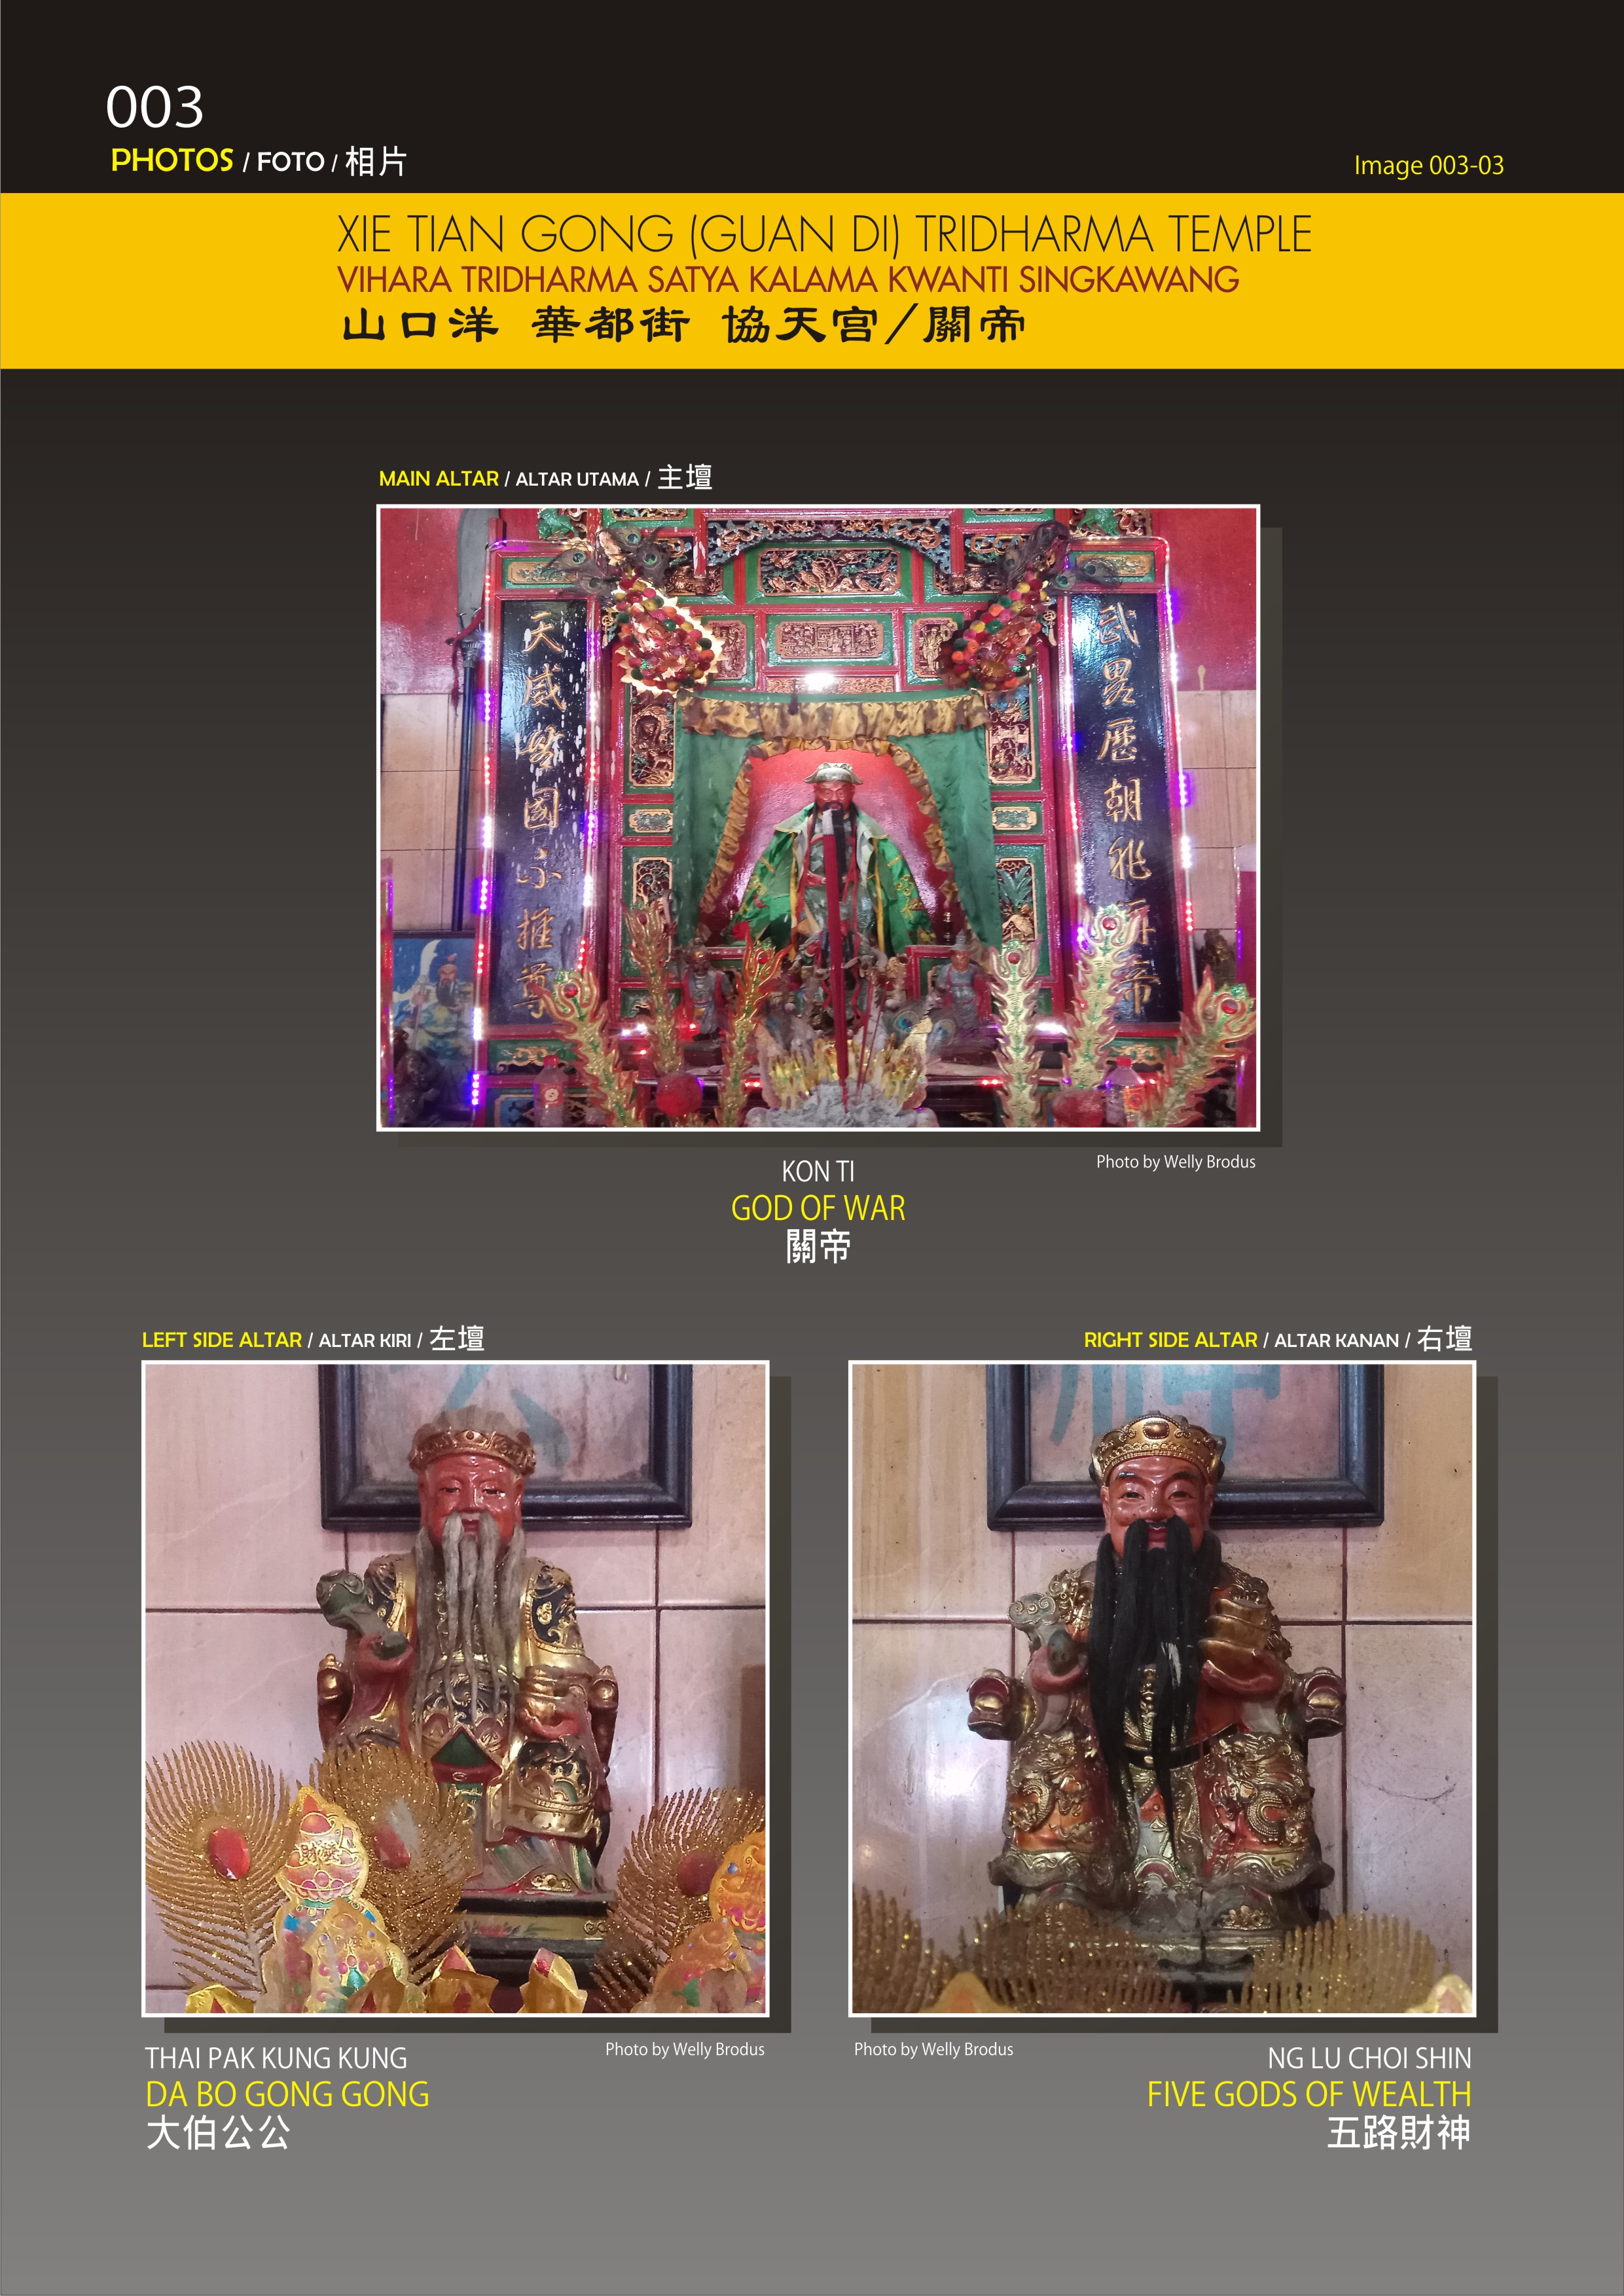 003
PHOTOS / FOTO / 相片
Image 003-03
XIE TIAN GONG (GUAN DI) TRIDHARMA TEMPLE
VIHARA TRIDHARMA SATYA KALAMA KWANTI SINGKAWANG
山口洋 華都街 協天宫/關帝
MAIN ALTAR / ALTAR UTAMA / 主壇
武畧歷朝
帝
天威
國
推尊
Photo by Welly Brodus
KON TI
GOD OF WAR
關帝
LEFT SIDE ALTAR / ALTAR KIRI / 左壇
RIGHT SIDE ALTAR / ALTAR KANAN / 右壇
Photo by Welly Brodus
THAI PAK KUNG KUNG
DA BO GONG GONG
大伯公公
Photo by Welly Brodus
NG LU CHOI SHIN
FIVE GODS OF WEALTH
五路財神